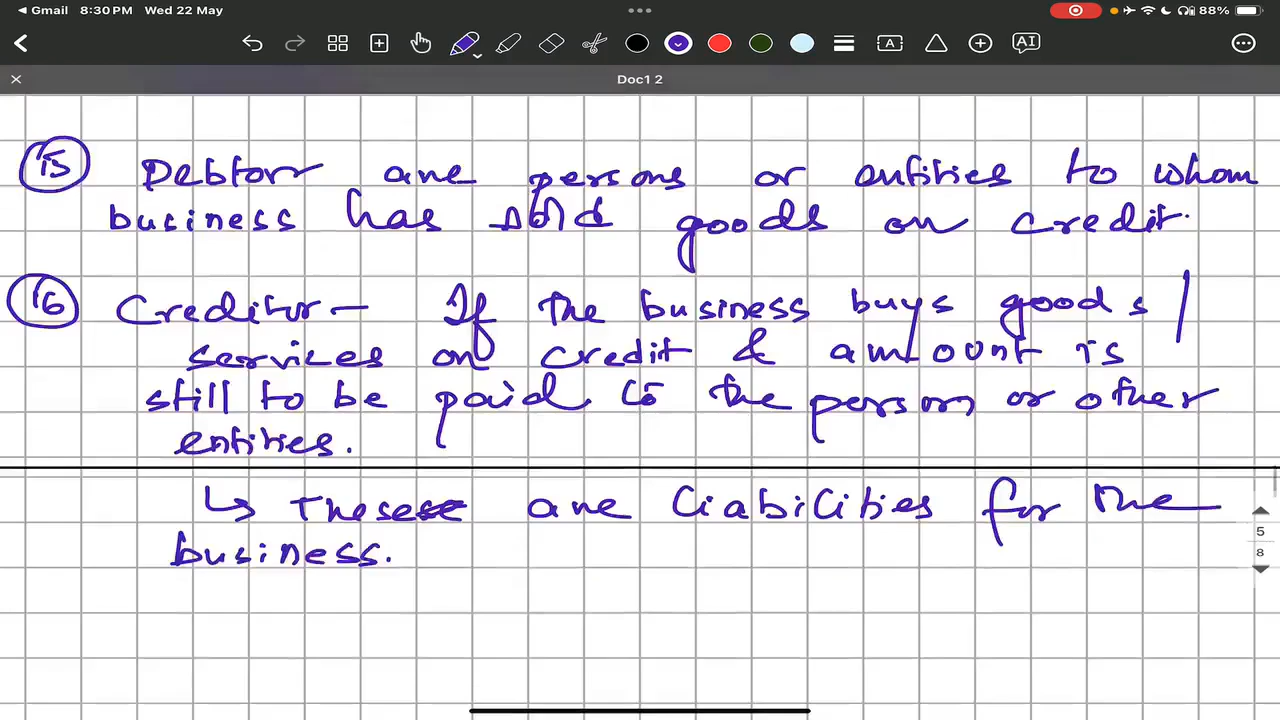 Gmail 8:30 PM Wed 22 May 88%
A AI
Doc1 2
15 Debtor are persons or entities to whom
business has sold goods on credit.
16 Creditor - If the business buys goods /
services on credit & amount is
still to be paid to the person or other
entities.
↳ These are liabilities for the
business.
5
8